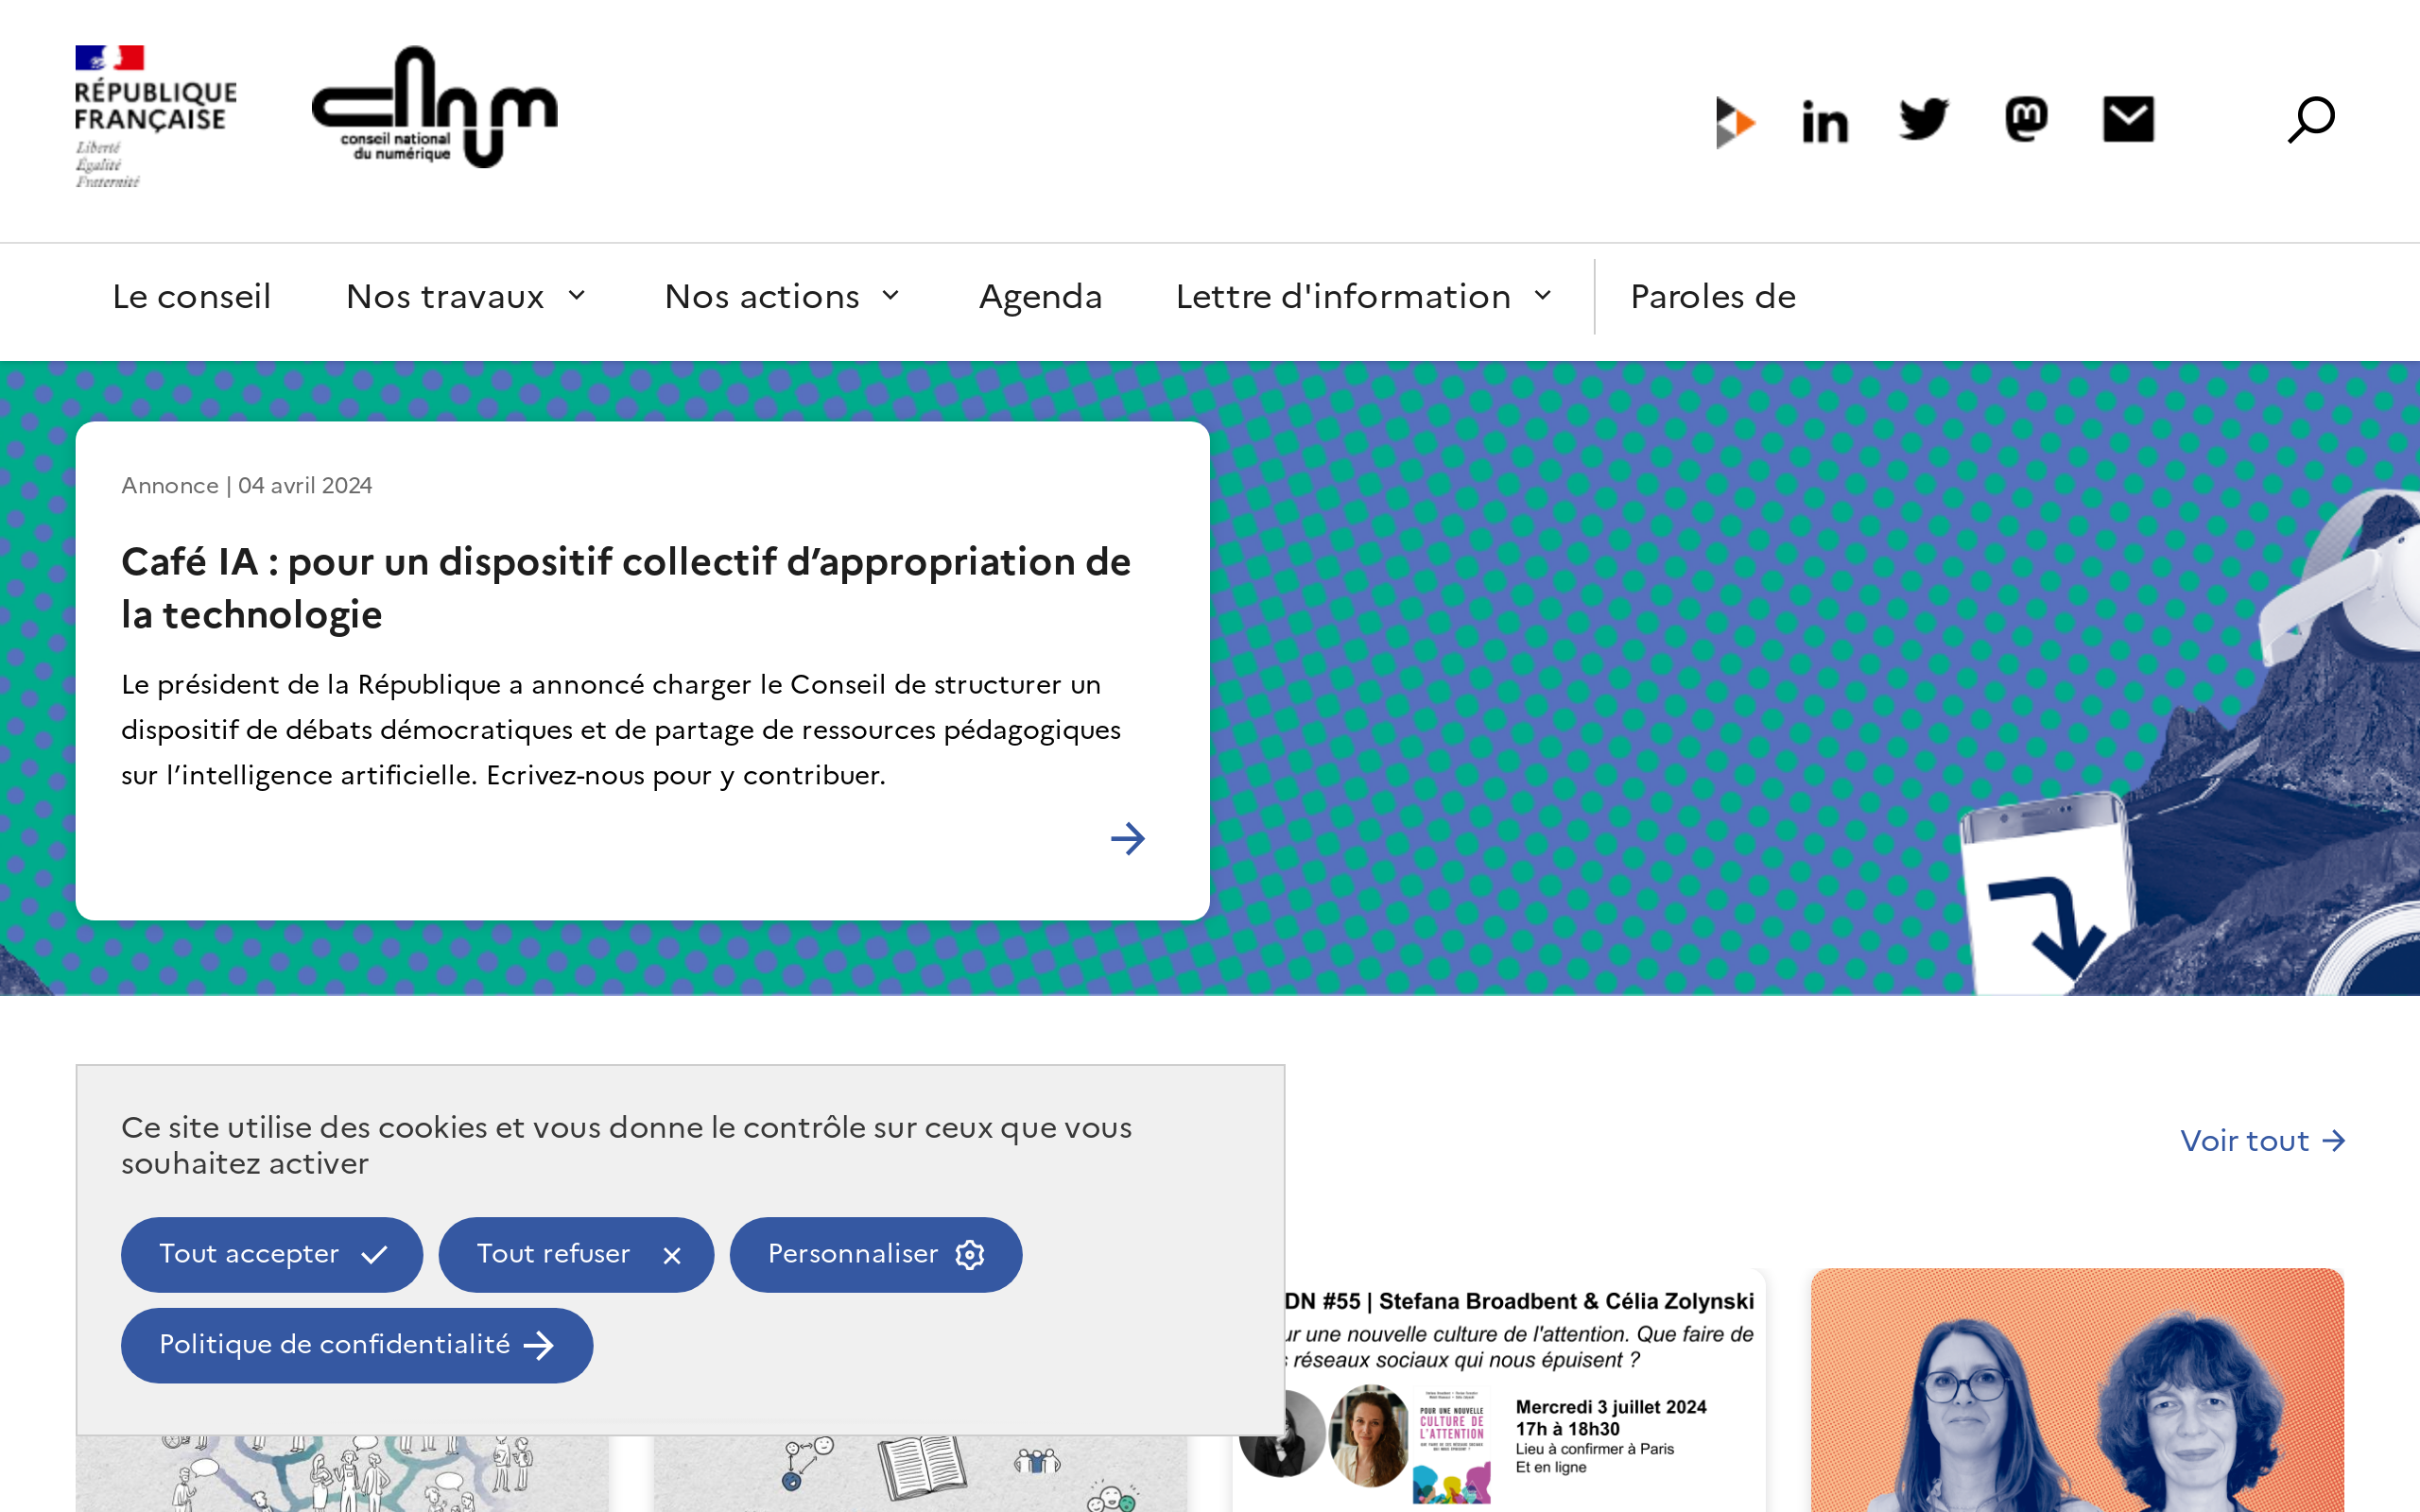 RÉPUBLIQUE
FRANÇAISE
Liberté
Égalité
Fraternité
cnnum
conseil national
du numérique
Le conseil
Nos travaux
Nos actions
Agenda
Lettre d'information
Paroles de
Annonce | 04 avril 2024
Café IA : pour un dispositif collectif d’appropriation de
la technologie
Le président de la République a annoncé charger le Conseil de structurer un
dispositif de débats démocratiques et de partage de ressources pédagogiques
sur l’intelligence artificielle. Ecrivez-nous pour y contribuer.
Voir tout
Ce site utilise des cookies et vous donne le contrôle sur ceux que vous
souhaitez activer
Tout accepter
Tout refuser
Personnaliser
Politique de confidentialité
DN #55 | Stefana Broadbent & Célia Zolynski
une nouvelle culture de l'attention. Que faire de
réseaux sociaux qui nous épuisent ?
POUR UNE NOUVELLE
CULTURE DE
L'ATTENTION
Mercredi 3 juillet 2024
17h à 18h30
Lieu à confirmer à Paris
Et en ligne